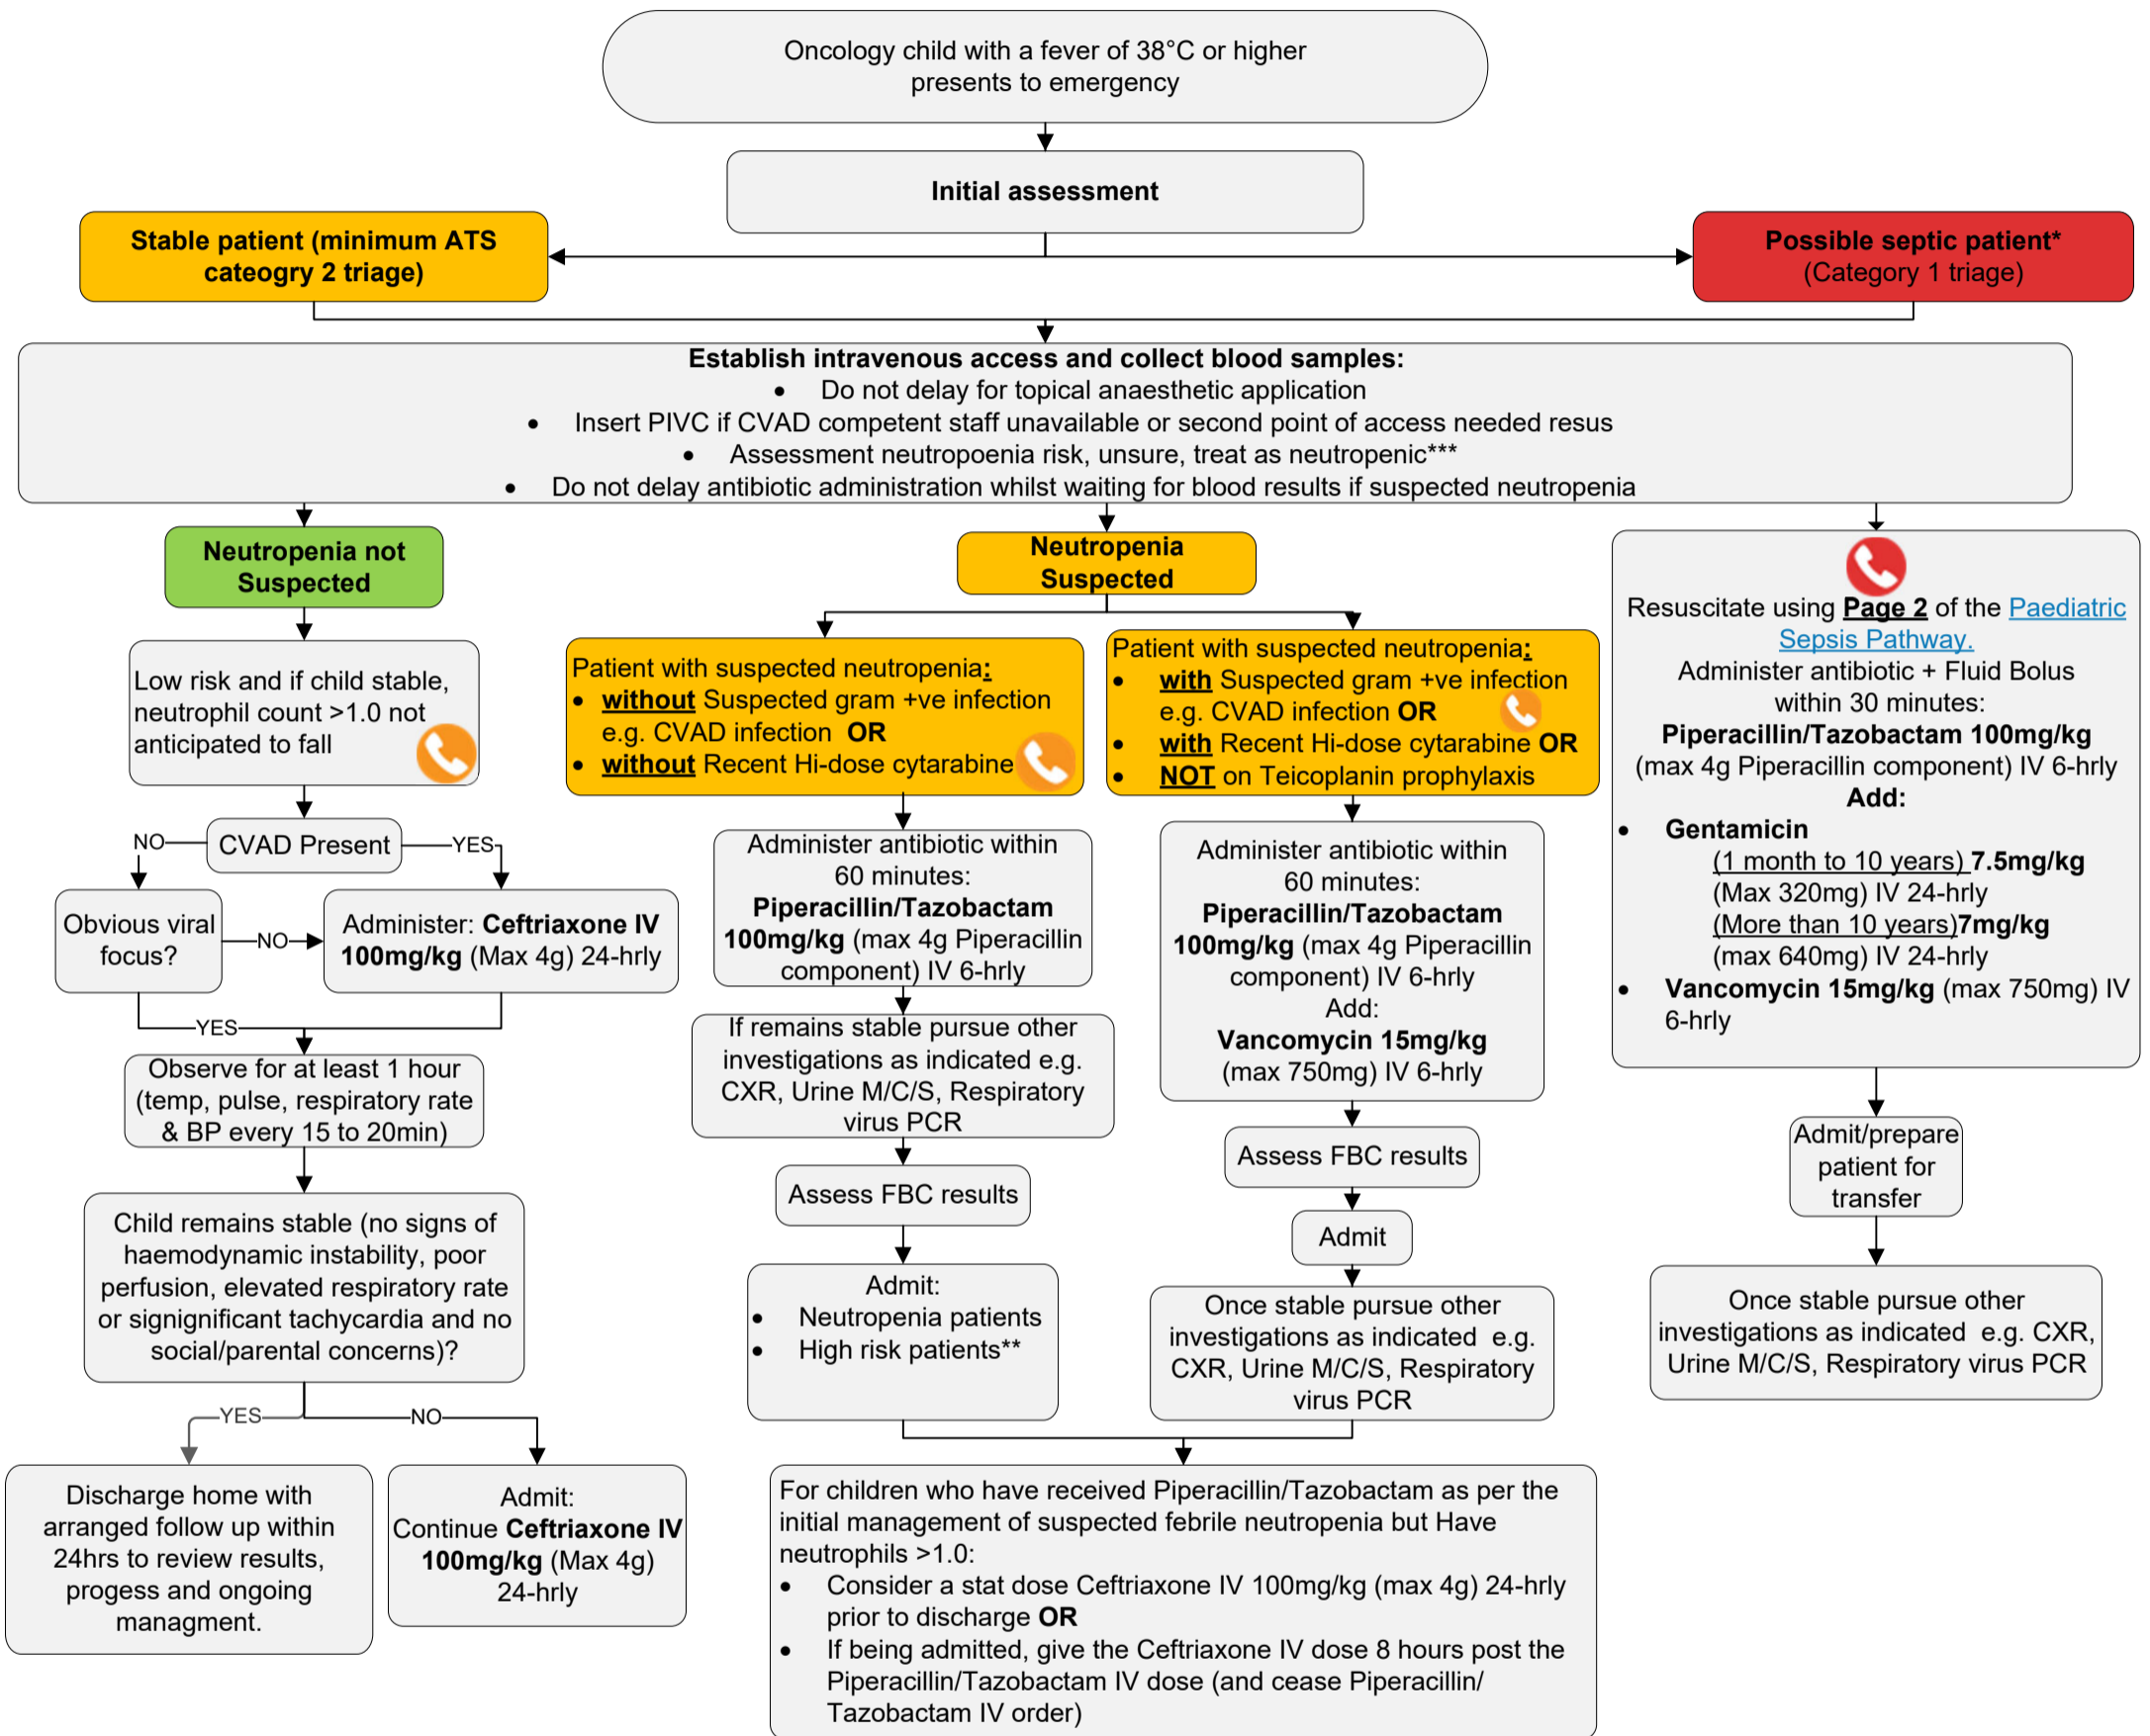 Oncology child with a fever of 38°C or higher
presents to emergency
Initial assessment
Stable patient (minimum ATS
cateogry 2 triage)
Possible septic patient*
(Category 1 triage)
Establish intravenous access and collect blood samples:
• Do not delay for topical anaesthetic application
• Insert PIVC if CVAD competent staff unavailable or second point of access needed resus
• Assessment neutropoenia risk, unsure, treat as neutropenic***
• Do not delay antibiotic administration whilst waiting for blood results if suspected neutropenia
Neutropenia not
Suspected
Low risk and if child stable,
neutrophil count >1.0 not
anticipated to fall
CVAD Present
NO
YES
Obvious viral
focus?
NO
Administer: Ceftriaxone IV
100mg/kg (Max 4g) 24-hrly
YES
Observe for at least 1 hour
(temp, pulse, respiratory rate
& BP every 15 to 20min)
Child remains stable (no signs of
haemodynamic instability, poor
perfusion, elevated respiratory rate
or signignificant tachycardia and no
social/parental concerns)?
YES
NO
Discharge home with
arranged follow up within
24hrs to review results,
progess and ongoing
managment.
Admit:
Continue Ceftriaxone IV
100mg/kg (Max 4g)
24-hrly
Neutropenia
Suspected
Patient with suspected neutropenia:
• without Suspected gram +ve infection
e.g. CVAD infection OR
• without Recent Hi-dose cytarabine
Administer antibiotic within
60 minutes:
Piperacillin/Tazobactam
100mg/kg (max 4g Piperacillin
component) IV 6-hrly
If remains stable pursue other
investigations as indicated e.g.
CXR, Urine M/C/S, Respiratory
virus PCR
Assess FBC results
Admit:
• Neutropenia patients
• High risk patients**
Patient with suspected neutropenia:
• with Suspected gram +ve infection
e.g. CVAD infection OR
• with Recent Hi-dose cytarabine OR
• NOT on Teicoplanin prophylaxis
Administer antibiotic within
60 minutes:
Piperacillin/Tazobactam
100mg/kg (max 4g Piperacillin
component) IV 6-hrly
Add:
Vancomycin 15mg/kg
(max 750mg) IV 6-hrly
Assess FBC results
Admit
Once stable pursue other
investigations as indicated e.g.
CXR, Urine M/C/S, Respiratory
virus PCR
For children who have received Piperacillin/Tazobactam as per the
initial management of suspected febrile neutropenia but Have
neutrophils >1.0:
• Consider a stat dose Ceftriaxone IV 100mg/kg (max 4g) 24-hrly
prior to discharge OR
• If being admitted, give the Ceftriaxone IV dose 8 hours post the
Piperacillin/Tazobactam IV dose (and cease Piperacillin/
Tazobactam IV order)
Resuscitate using Page 2 of the Paediatric
Sepsis Pathway.
Administer antibiotic + Fluid Bolus
within 30 minutes:
Piperacillin/Tazobactam 100mg/kg
(max 4g Piperacillin component) IV 6-hrly
Add:
• Gentamicin
(1 month to 10 years) 7.5mg/kg
(Max 320mg) IV 24-hrly
(More than 10 years)7mg/kg
(max 640mg) IV 24-hrly
• Vancomycin 15mg/kg (max 750mg) IV
6-hrly
Admit/prepare
patient for
transfer
Once stable pursue other
investigations as indicated e.g. CXR,
Urine M/C/S, Respiratory virus PCR